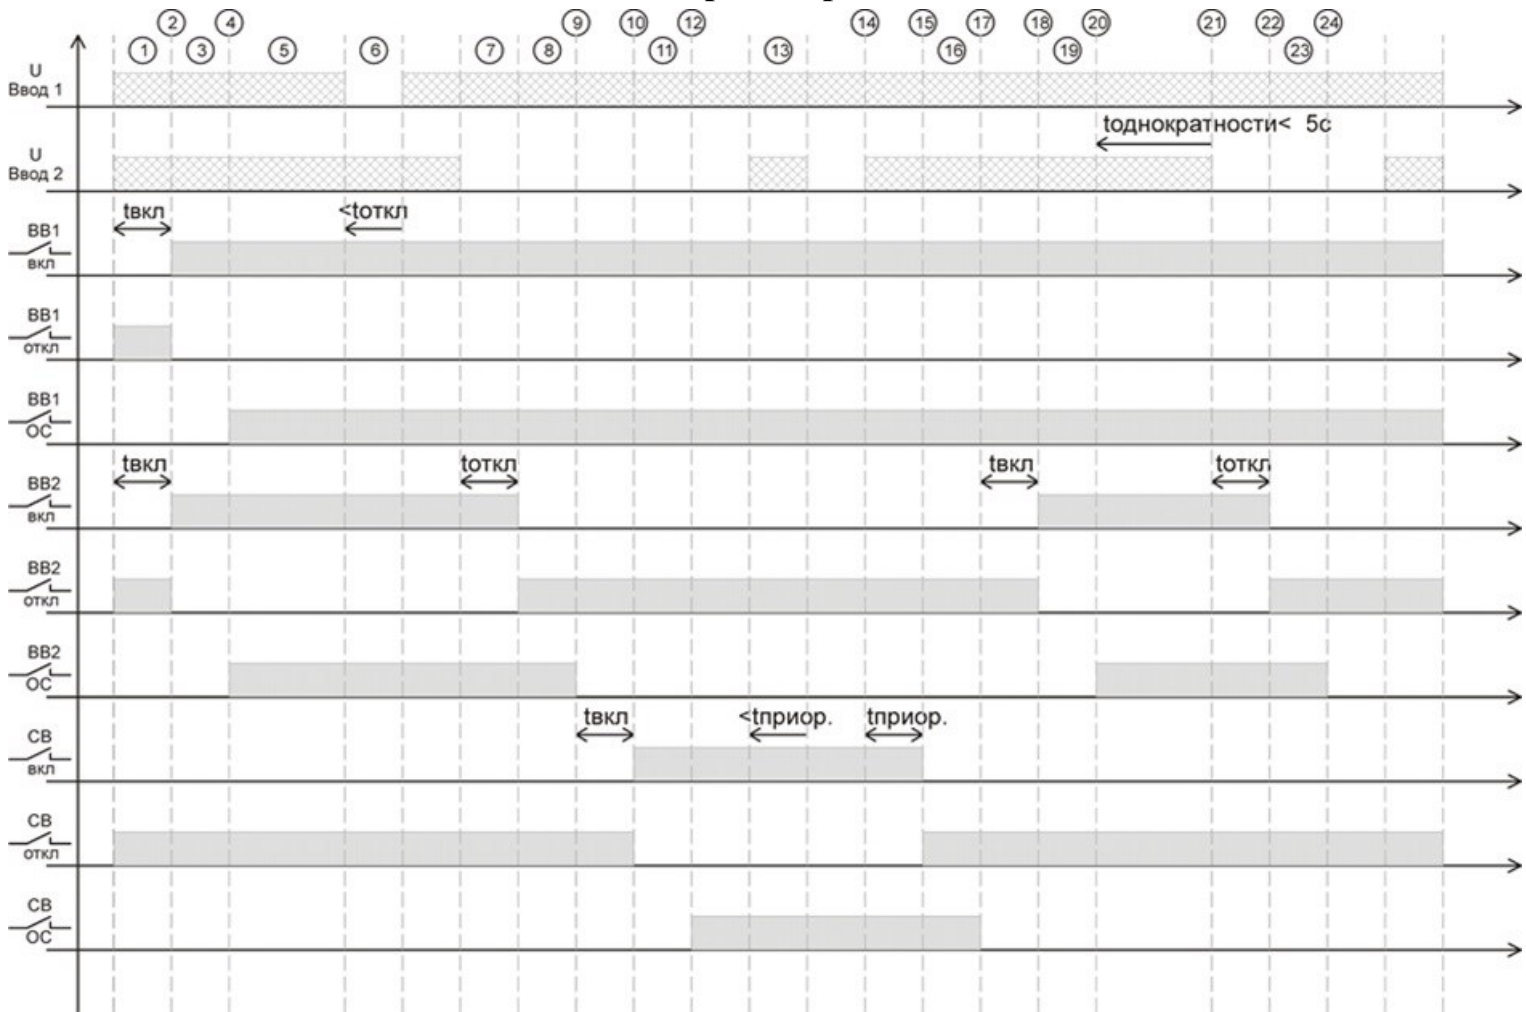 2 4 9 10 12 14 15 17 18 20 21 22 24
1 3 5 6 7 8 11 13 16 19 23
U
Ввод 1
tоднократности< 5с
U
Ввод 2
tвкл <tоткл
ВВ1
вкл
ВВ1
откл
ВВ1
ОС
tвкл tоткл tвкл tоткл
ВВ2
вкл
ВВ2
откл
ВВ2
ОС
tвкл <tприор. tприор.
СВ
вкл
СВ
откл
СВ
ОС